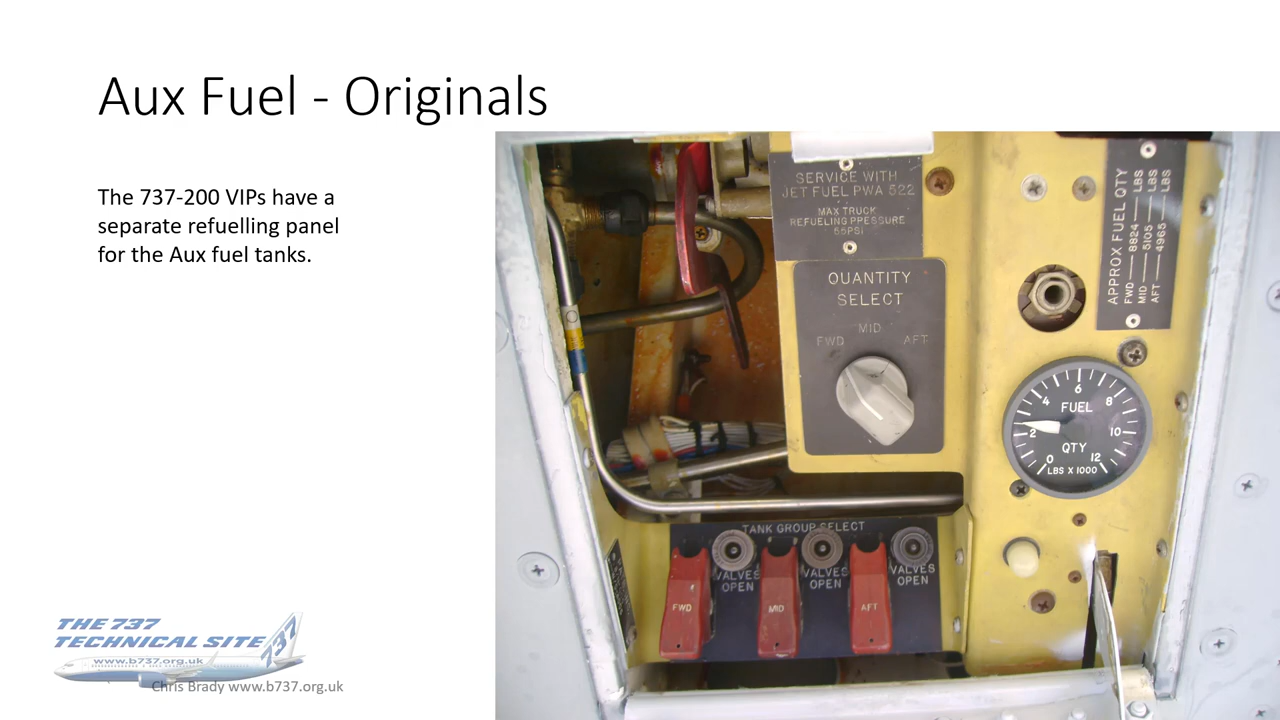 Aux Fuel - Originals
The 737-200 VIPs have a
separate refuelling panel
for the Aux fuel tanks.
SERVICE WITH
JET FUEL PWA 522
MAX TRUCK
REFUELING PRESSURE
55PSI
QUANTITY
SELECT
MID
FWD AFT
APPROX FUEL QTY
FWD — 8824 — LBS
MID — 5105 — LBS
AFT — 4965 — LBS
6
4 8
FUEL
2 10
QTY
0 12
LBS X 1000
TANK GROUP SELECT
VALVES OPEN
VALVES OPEN
VALVES OPEN
FWD MID AFT
THE 737
TECHNICAL SITE
737
www.b737.org.uk
Chris Brady www.b737.org.uk